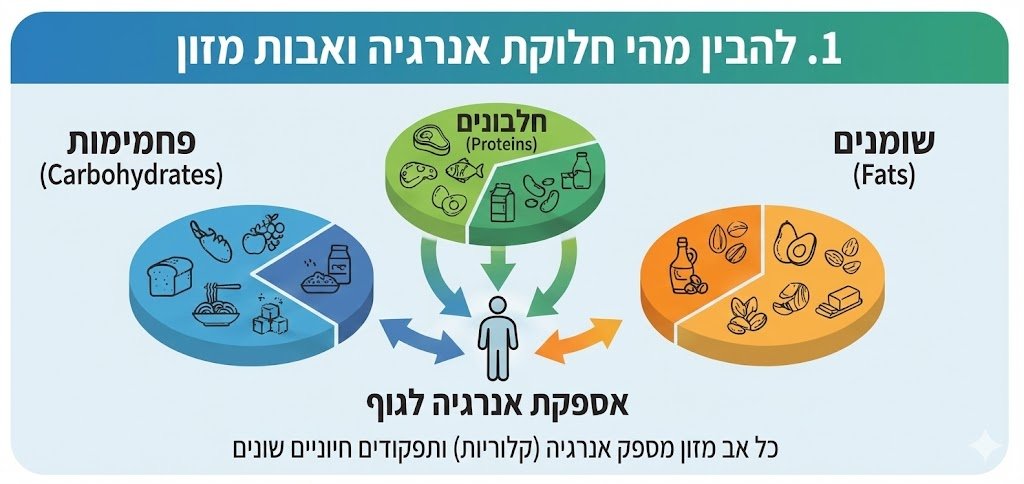 1. להבין מהי חלוקת אנרגיה ואבות מזון
פחמימות
(Carbohydrates)
חלבונים
(Proteins)
שומנים
(Fats)
אספקת אנרגיה לגוף
כל אב מזון מספק אנרגיה (קלוריות) ותפקודים חיוניים שונים